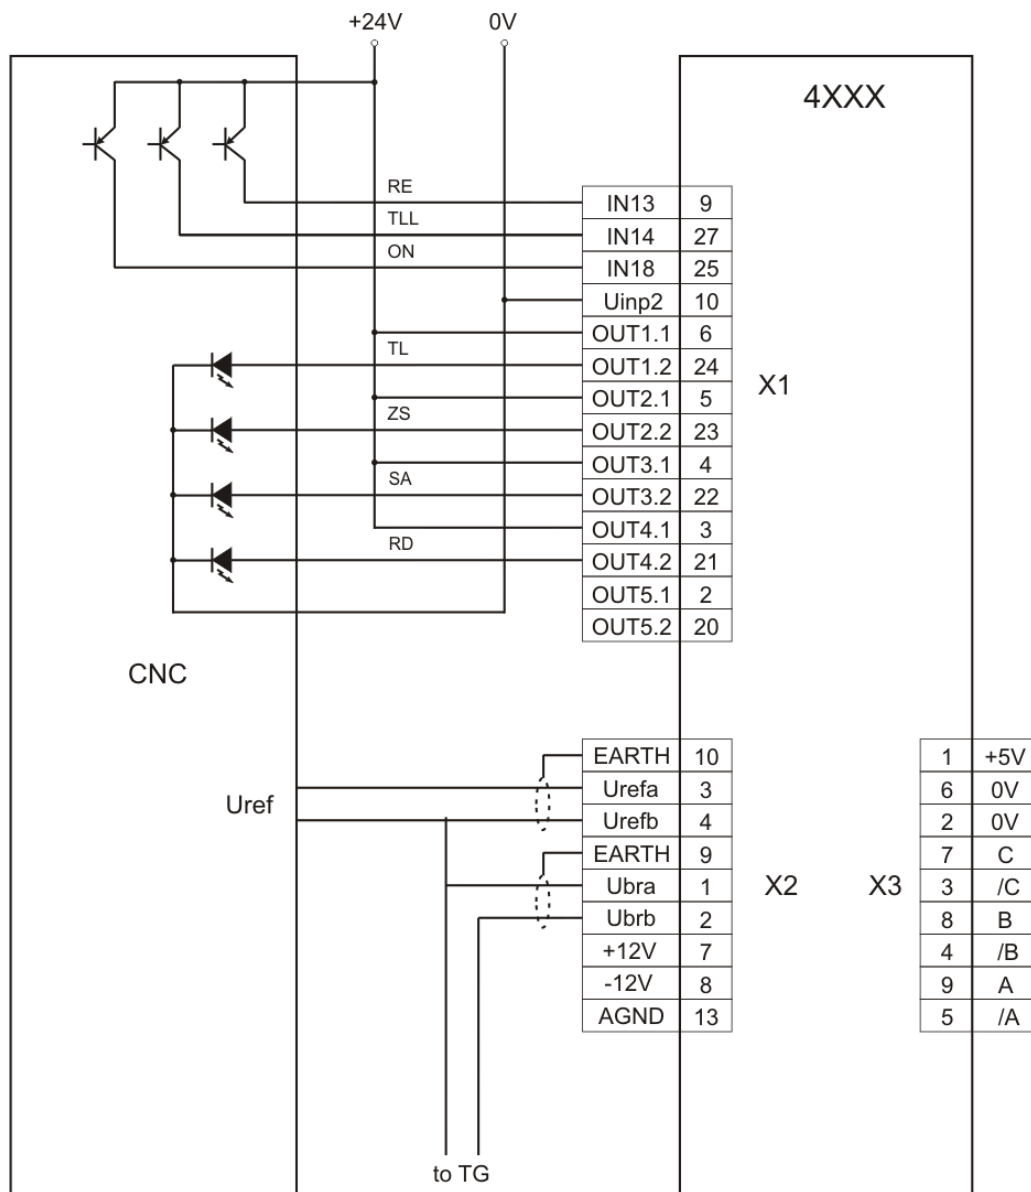 +24V 0V
4XXX
RE IN13 9
TLL IN14 27
ON IN18 25
Uinp2 10
OUT1.1 6
TL OUT1.2 24
X1
OUT2.1 5
ZS OUT2.2 23
OUT3.1 4
SA OUT3.2 22
OUT4.1 3
RD OUT4.2 21
OUT5.1 2
OUT5.2 20
CNC
EARTH 10 1 +5V
Uref Urefa 3 6 0V
Urefb 4 2 0V
EARTH 9 7 C
Ubra 1 X2 X3 3 /C
Ubrb 2 8 B
+12V 7 4 /B
-12V 8 9 A
AGND 13 5 /A
to TG